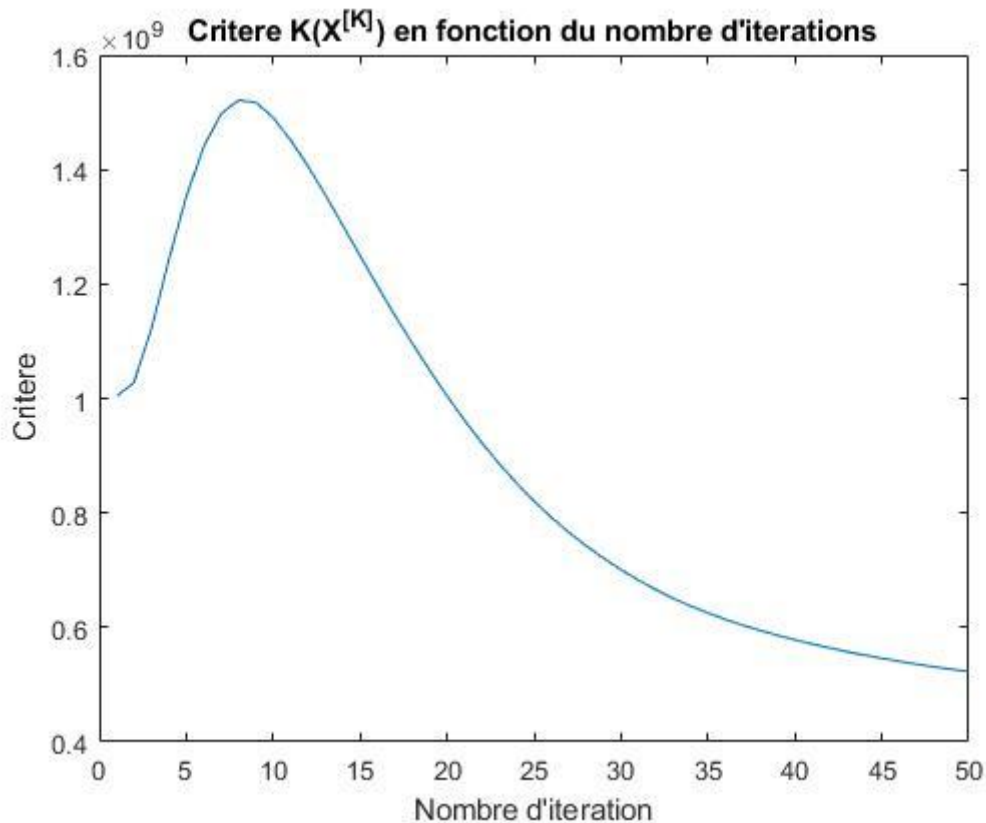 × 10^9 Critere K(X^[K]) en fonction du nombre d'iterations
1.6
1.4
1.2
1
0.8
0.6
0.4
Critere
0 5 10 15 20 25 30 35 40 45 50
Nombre d'iteration